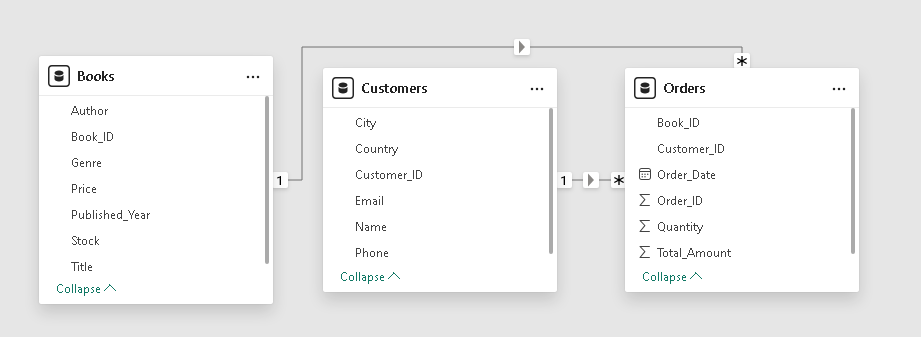 Books
Author
Book_ID
Genre
Price
Published_Year
Stock
Title
Collapse
1
Customers
City
Country
Customer_ID
Email
Name
Phone
Collapse
1
*
*
Orders
Book_ID
Customer_ID
Order_Date
Σ Order_ID
Σ Quantity
Σ Total_Amount
Collapse